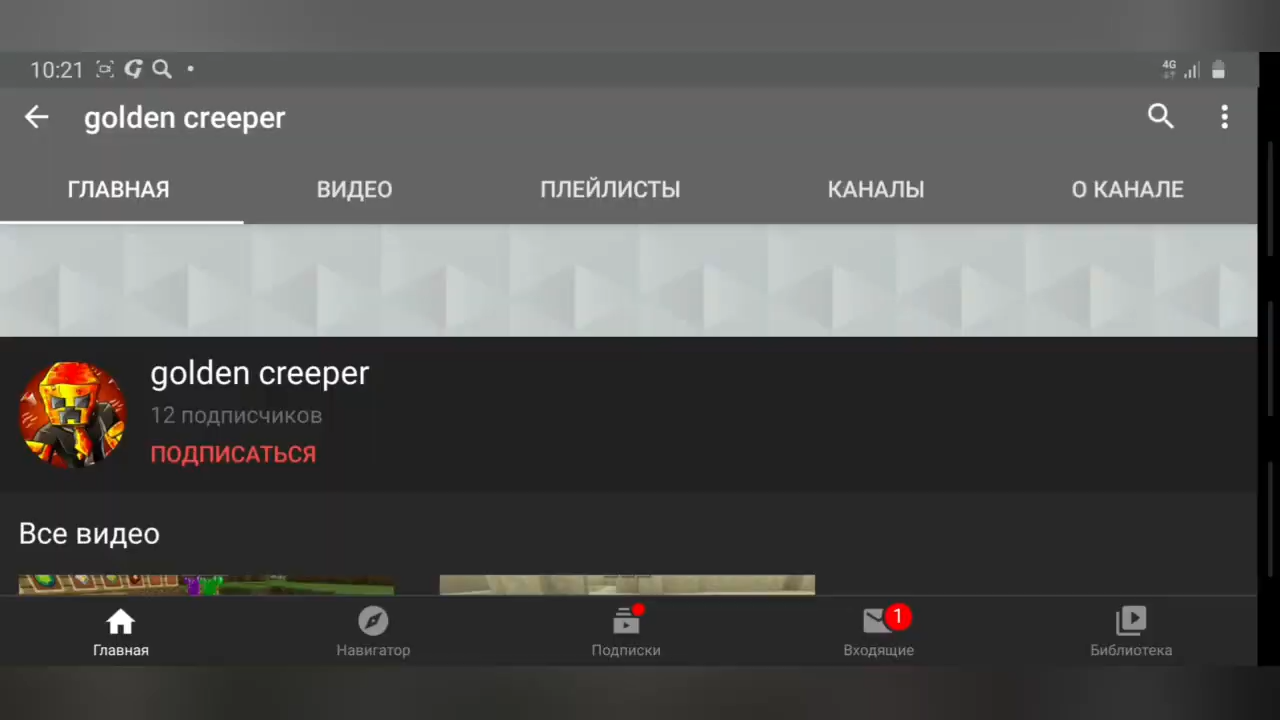 10:21
4G
golden creeper
ГЛАВНАЯ
ВИДЕО
ПЛЕЙЛИСТЫ
КАНАЛЫ
О КАНАЛЕ
golden creeper
12 подписчиков
ПОДПИСАТЬСЯ
Все видео
1
Главная
Навигатор
Подписки
Входящие
Библиотека